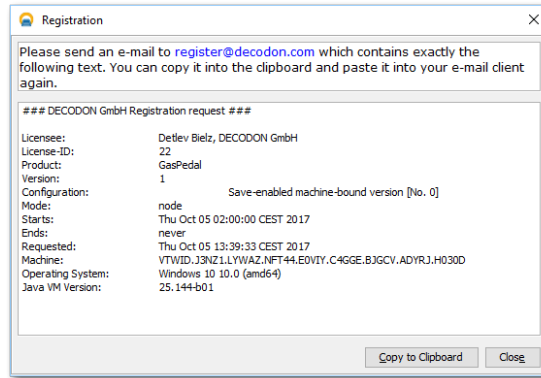 Registration
Please send an e-mail to register@decodon.com which contains exactly the
following text. You can copy it into the clipboard and paste it into your e-mail client
again.
### DECODON GmbH Registration request ###
Licensee: Detlev Bielz, DECODON GmbH
License-ID: 22
Product: GasPedal
Version: 1
Configuration: Save-enabled machine-bound version [No. 0]
Mode: node
Starts: Thu Oct 05 02:00:00 CEST 2017
Ends: never
Requested: Thu Oct 05 13:39:33 CEST 2017
Machine: VTWID.J3NZ1.LYWAZ.NFT44.E0VIY.C4GGE.BJGCV.ADYRJ.H030D
Operating System: Windows 10 10.0 (amd64)
Java VM Version: 25.144-b01
Copy to Clipboard Close